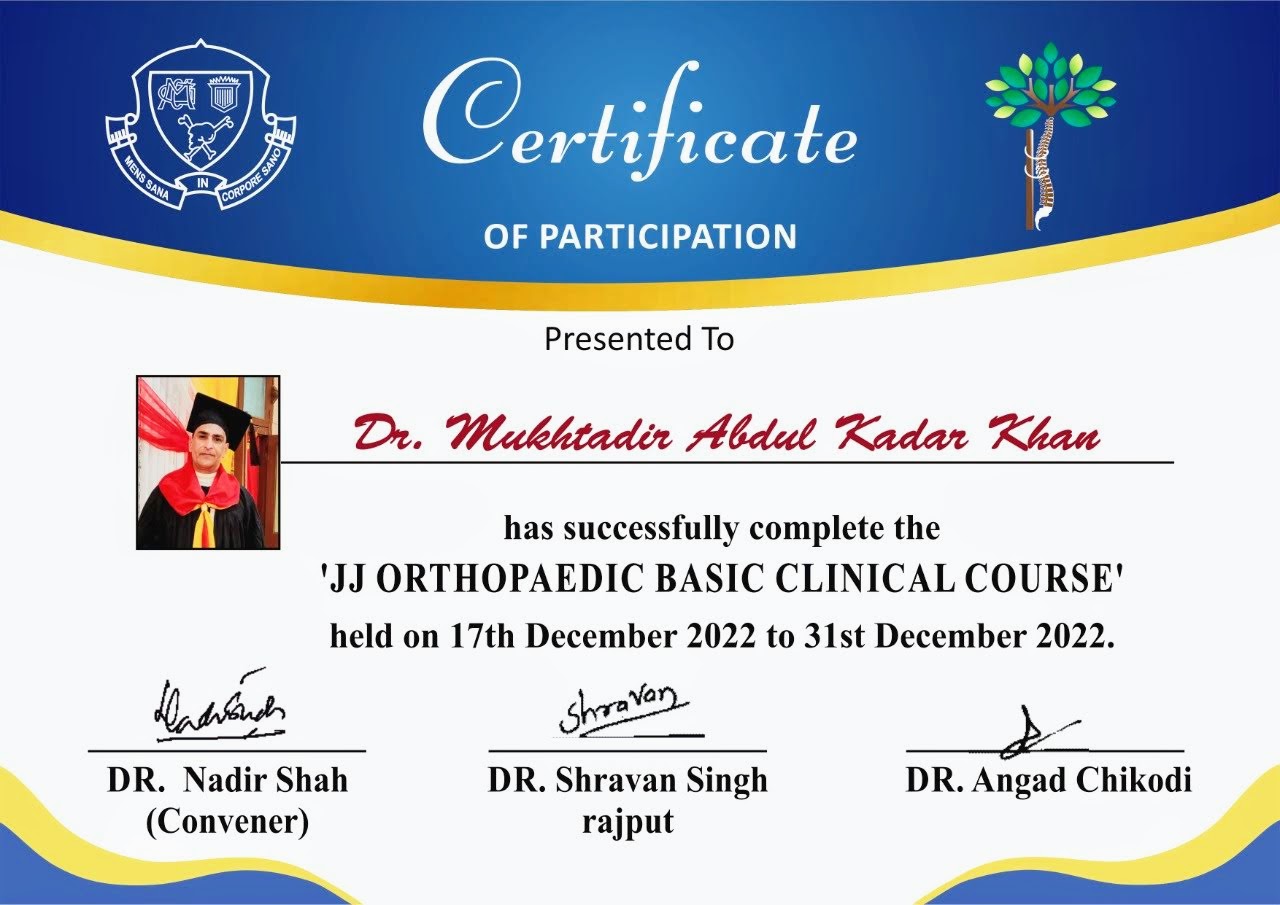 Certificate
OF PARTICIPATION
MENS SANA IN CORPORE SANO
Presented To
Dr. Mukhtadir Abdul Kadar Khan
has successfully complete the
'JJ ORTHOPAEDIC BASIC CLINICAL COURSE'
held on 17th December 2022 to 31st December 2022.
Shravan
DR. Nadir Shah
(Convener)
DR. Shravan Singh
rajput
DR. Angad Chikodi